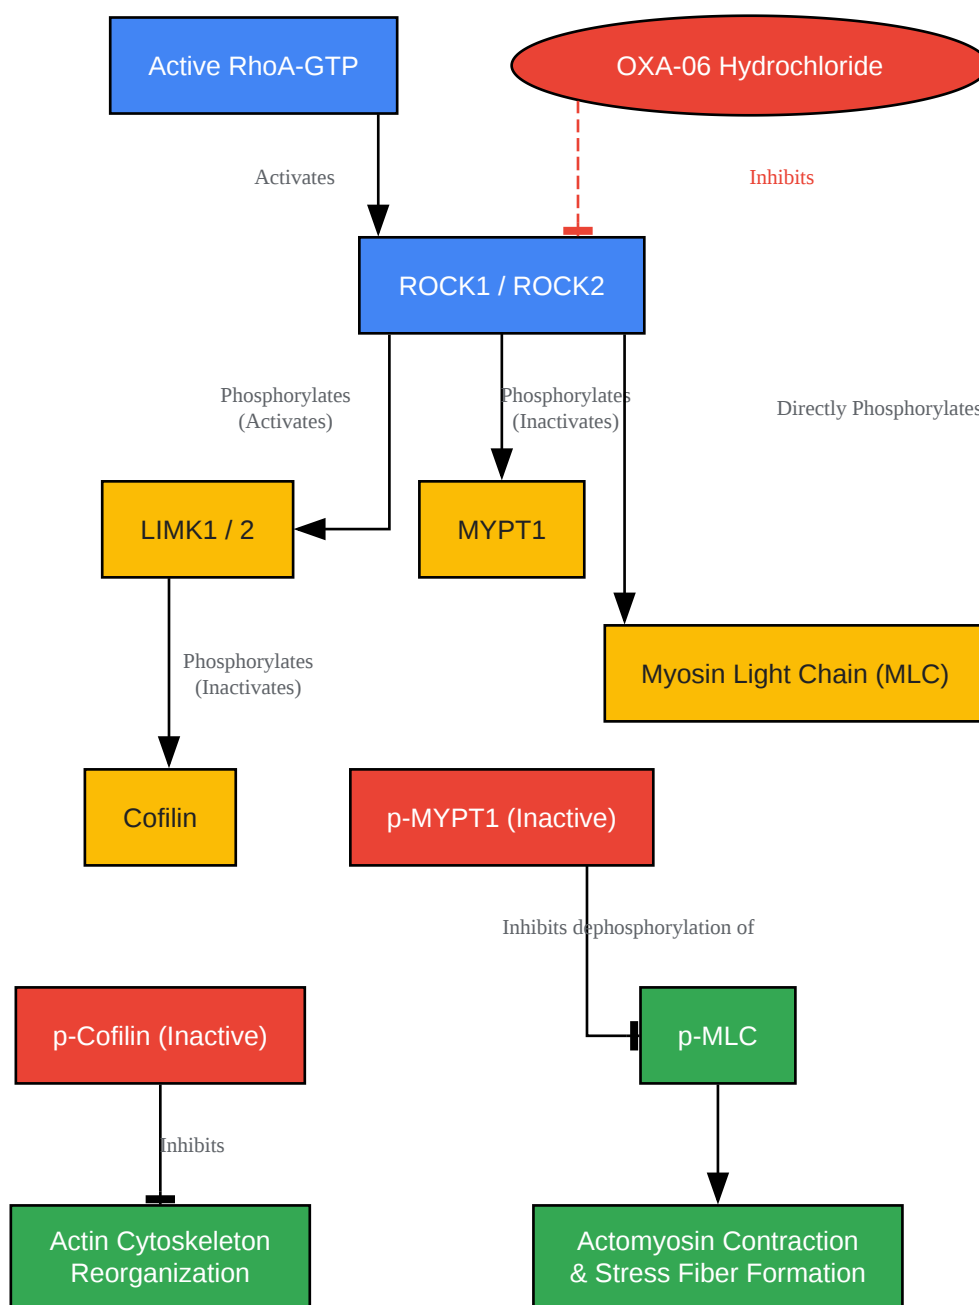 Active RhoA-GTP
OXA-06 Hydrochloride
Activates
Inhibits
ROCK1 / ROCK2
Phosphorylates
(Activates)
Phosphorylates
(Inactivates)
Directly Phosphorylates
LIMK1 / 2
MYPT1
Phosphorylates
(Inactivates)
Myosin Light Chain (MLC)
Cofilin
p-MYPT1 (Inactive)
Inhibits dephosphorylation of
p-Cofilin (Inactive)
p-MLC
Inhibits
Actin Cytoskeleton
Reorganization
Actomyosin Contraction
& Stress Fiber Formation